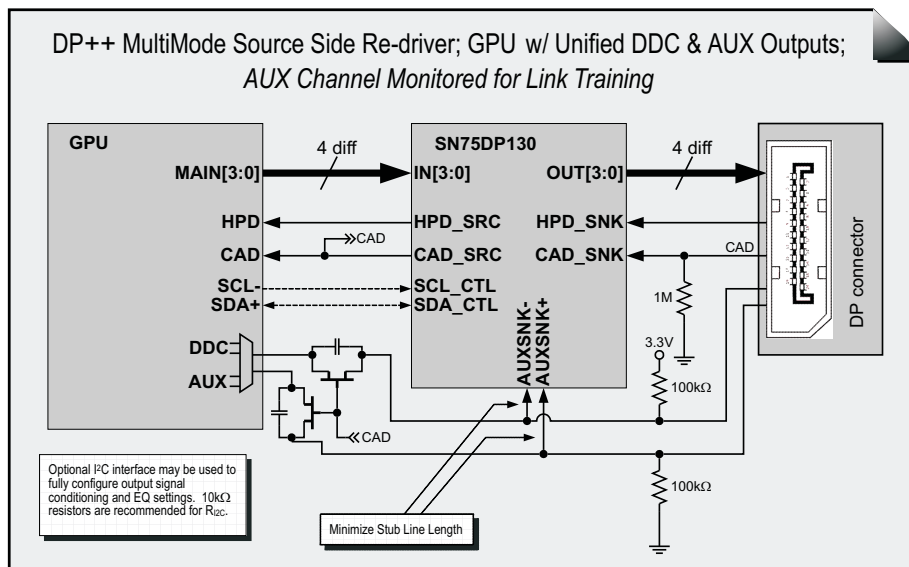 DP++ MultiMode Source Side Re-driver; GPU w/ Unified DDC & AUX Outputs;
AUX Channel Monitored for Link Training
GPU
SN75DP130
MAIN[3:0]
4 diff
IN[3:0]
OUT[3:0]
4 diff
HPD
HPD_SRC
HPD_SNK
CAD
CAD
CAD_SRC
CAD_SNK
CAD
SCL-
SCL_CTL
SDA+
SDA_CTL
1M
DP connector
DDC
AUX
AUXSNK-
AUXSNK+
3.3V
100kΩ
CAD
100kΩ
Optional I²C interface may be used to
fully configure output signal
conditioning and EQ settings. 10kΩ
resistors are recommended for RI2C.
Minimize Stub Line Length